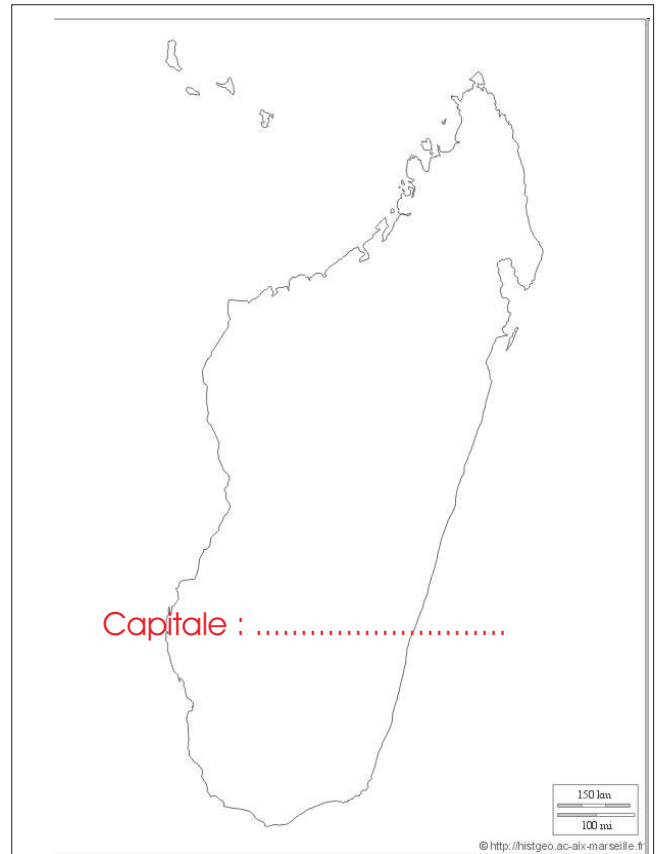 Capitale : ............................
150 km
100 mi
© http://histgeo.ac-aix-marseille.fr